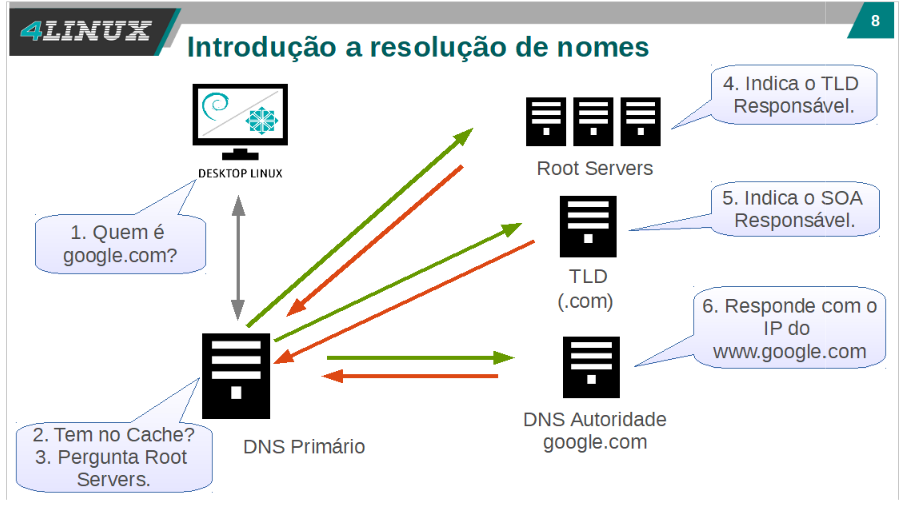 4LINUX
8
Introdução a resolução de nomes
4. Indica o TLD
Responsável.
Root Servers
DESKTOP LINUX
1. Quem é
google.com?
5. Indica o SOA
Responsável.
TLD
(.com)
6. Responde com o
IP do
www.google.com
DNS Autoridade
google.com
DNS Primário
2. Tem no Cache?
3. Pergunta Root
Servers.